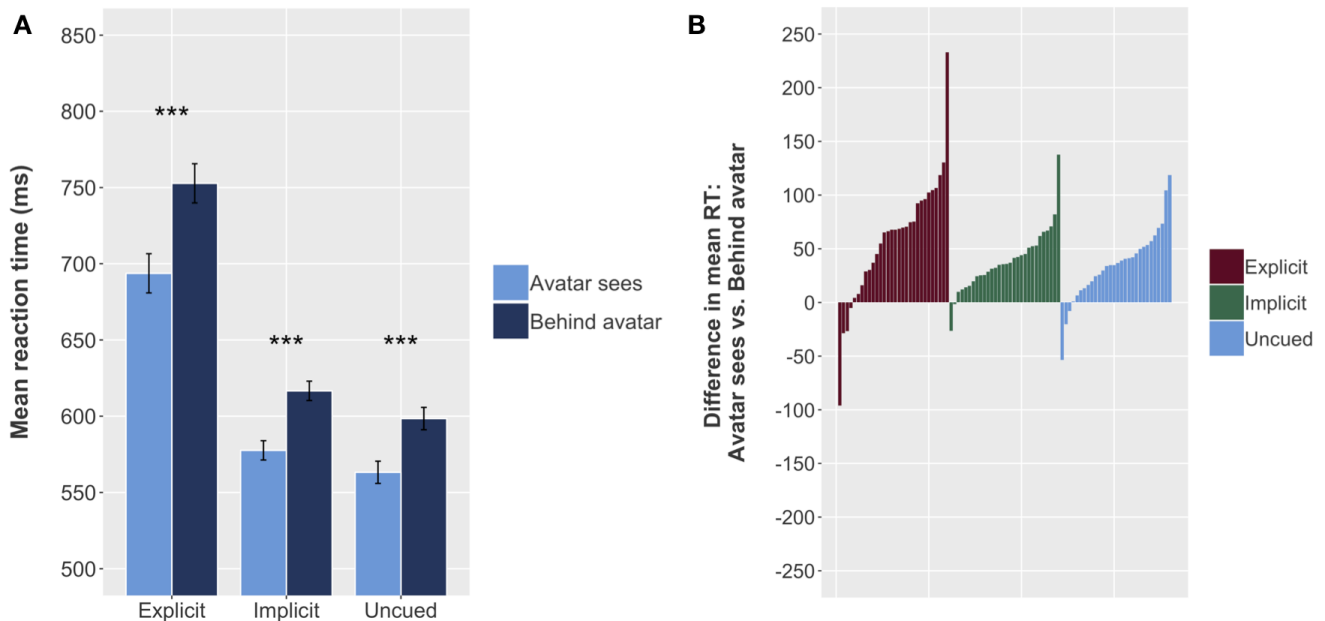 A
Mean reaction time (ms)
850
800
750
700
650
600
550
500
***
***
***
Explicit
Implicit
Uncued
Avatar sees
Behind avatar
B
Difference in mean RT:
Avatar sees vs. Behind avatar
250
200
150
100
50
0
-50
-100
-150
-200
-250
Explicit
Implicit
Uncued